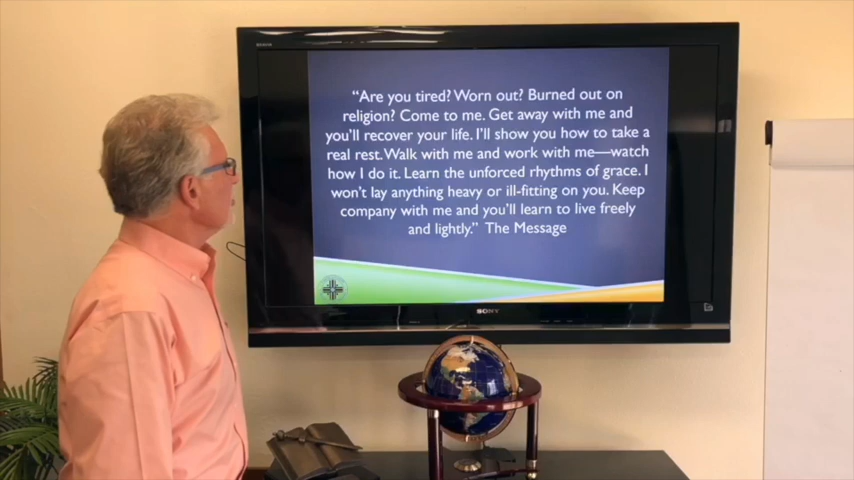 “Are you tired? Worn out? Burned out on
religion? Come to me. Get away with me and
you’ll recover your life. I’ll show you how to take a
real rest. Walk with me and work with me—watch
how I do it. Learn the unforced rhythms of grace. I
won’t lay anything heavy or ill-fitting on you. Keep
company with me and you’ll learn to live freely
and lightly.” The Message
SONY